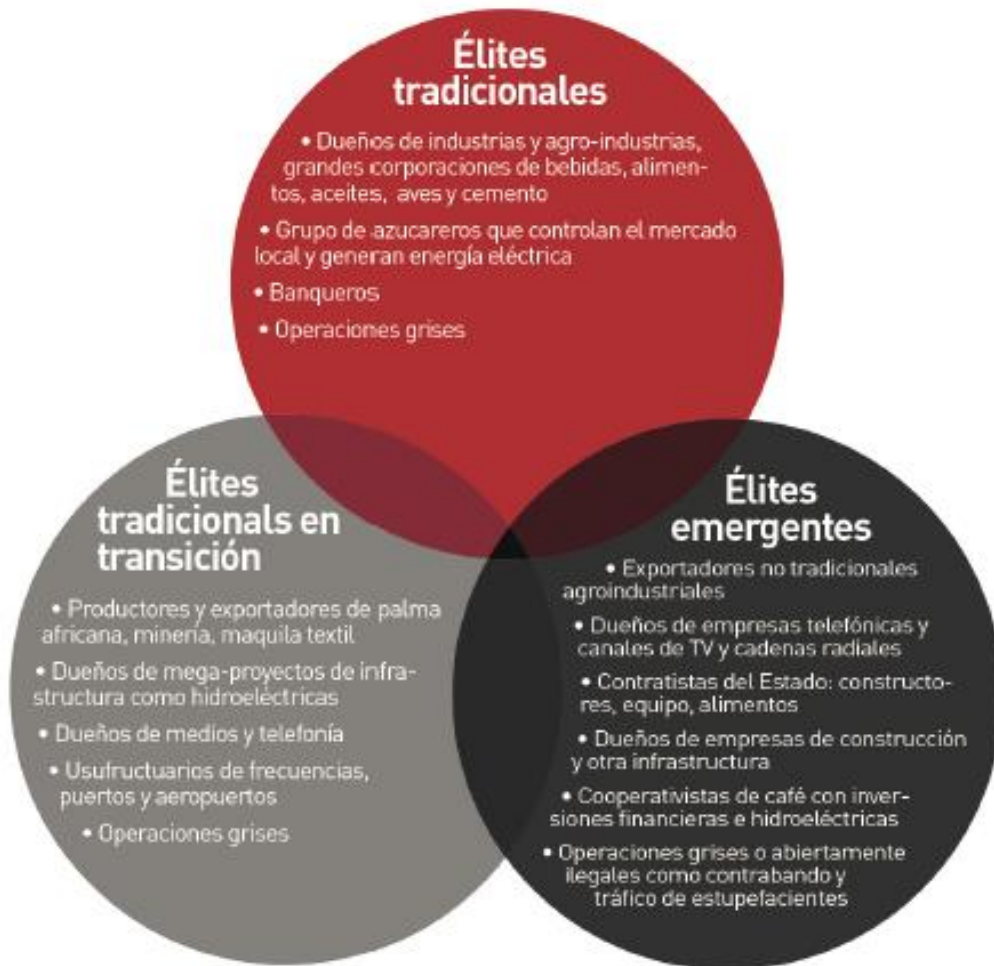 Élites
tradicionales
• Dueños de industrias y agro-industrias,
grandes corporaciones de bebidas, alimen-
tos, aceites, aves y cemento
• Grupo de azucareros que controlan el mercado
local y generan energía eléctrica
• Banqueros
• Operaciones grises
Élites
tradicionals en
transición
• Productores y exportadores de palma
africana, minería, maquila textil
• Dueños de mega-proyectos de infra-
structura como hidroeléctricas
• Dueños de medios y telefonía
• Usufructuarios de frecuencias,
puertos y aeropuertos
• Operaciones grises
Élites
emergentes
• Exportadores no tradicionales
agroindustriales
• Dueños de empresas telefónicas y
canales de TV y cadenas radiales
• Contratistas del Estado: constructo-
res, equipo, alimentos
• Dueños de empresas de construcción
y otra infrastructura
• Cooperativistas de café con inver-
siones financieras e hidroeléctricas
• Operaciones grises o abiertamente
ilegales como contrabando y
tráfico de estupefacientes